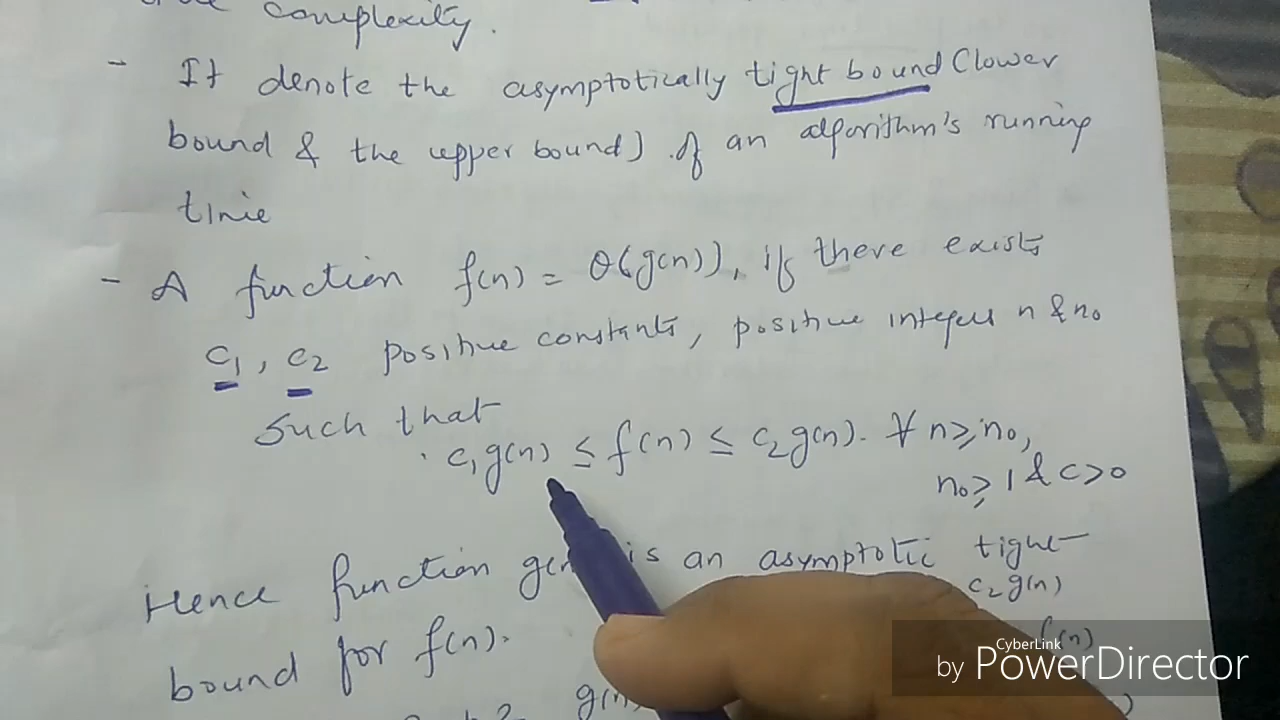 complexity.
- It denote the asymptotically tight bound (lower
bound & the upper bound) of an algorithm's running
time
- A function f(n) = θ(g(n)), if there exists
c₁, c₂ positive constants, positive integers n & n₀
such that
c₁g(n) ≤ f(n) ≤ c₂g(n). ∀ n ≥ n₀,
n₀ ≥ 1 & c > 0
Hence function is an asymptotic tight
bound for f(n).
c₂g(n)
f(n)
CyberLink
by PowerDirector